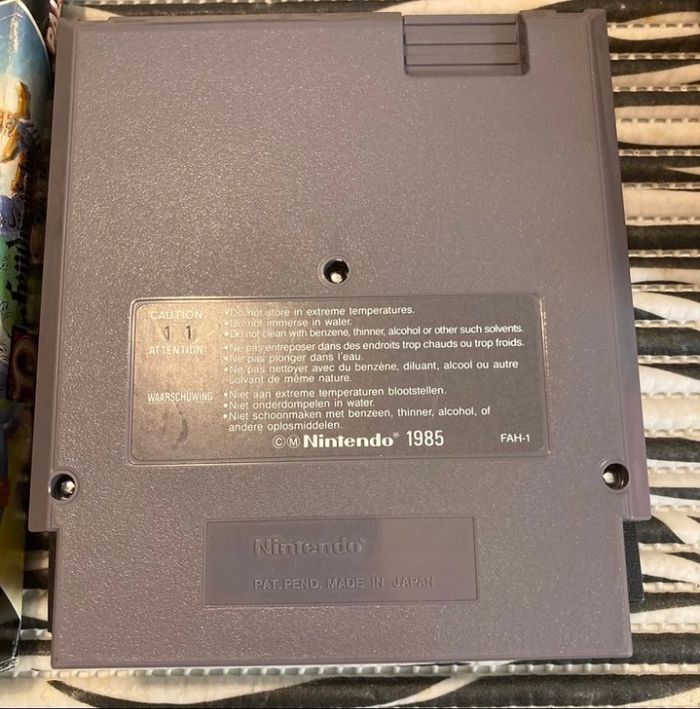 CAUTION
•Do not store in extreme temperatures.
•Do not immerse in water.
•Do not clean with benzene, thinner, alcohol or other such solvents.
1 1
ATTENTION
•Ne pas entreposer dans des endroits trop chauds ou trop froids.
•Ne pas plonger dans l'eau.
•Ne pas nettoyer avec du benzène, diluant, alcool ou autre
solvant de même nature.
WAARSCHUWING
•Niet aan extreme temperaturen blootstellen.
•Niet onderdompelen in water.
•Niet schoonmaken met benzeen, thinner, alcohol, of
andere oplosmiddelen.
©Ⓜ Nintendo® 1985
FAH-1
Nintendo®
PAT. PEND. MADE IN JAPAN